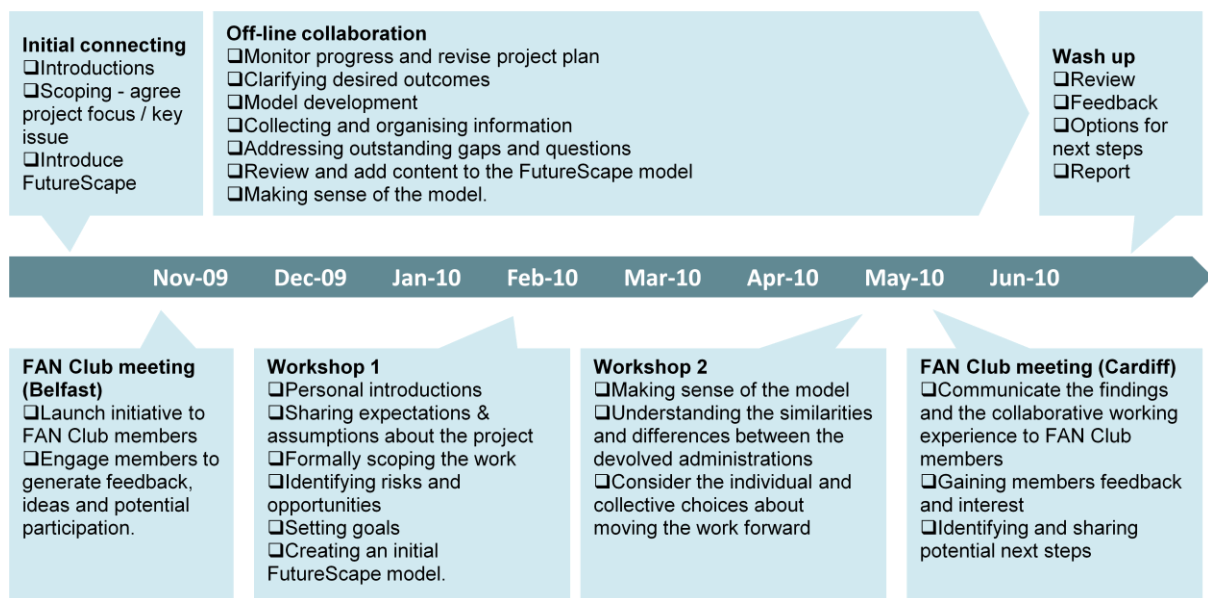 Initial connecting
❑Introductions
❑Scoping - agree
project focus / key
issue
❑Introduce
FutureScape
Off-line collaboration
❑Monitor progress and revise project plan
❑Clarifying desired outcomes
❑Model development
❑Collecting and organising information
❑Addressing outstanding gaps and questions
❑Review and add content to the FutureScape model
❑Making sense of the model.
Wash up
❑Review
❑Feedback
❑Options for
next steps
❑Report
Nov-09 Dec-09 Jan-10 Feb-10 Mar-10 Apr-10 May-10 Jun-10
FAN Club meeting
(Belfast)
❑Launch initiative to
FAN Club members
❑Engage members to
generate feedback,
ideas and potential
participation.
Workshop 1
❑Personal introductions
❑Sharing expectations &
assumptions about the project
❑Formally scoping the work
❑Identifying risks and
opportunities
❑Setting goals
❑Creating an initial
FutureScape model.
Workshop 2
❑Making sense of the model
❑Understanding the similarities
and differences between the
devolved administrations
❑Consider the individual and
collective choices about
moving the work forward
FAN Club meeting (Cardiff)
❑Communicate the findings
and the collaborative working
experience to FAN Club
members
❑Gaining members feedback
and interest
❑Identifying and sharing
potential next steps